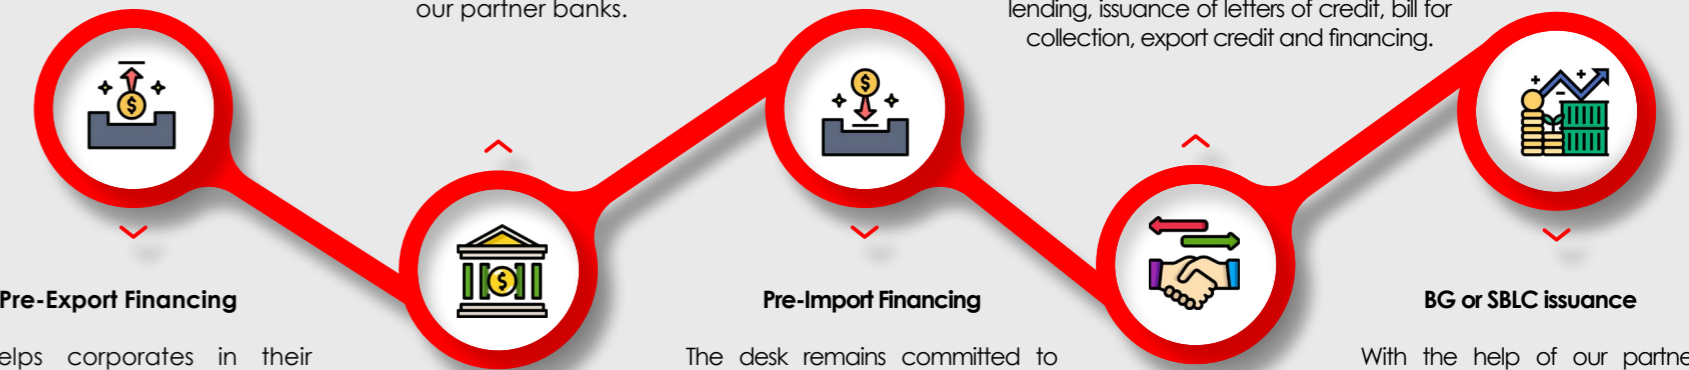 our partner banks.
lending, issuance of letters of credit, bill for
collection, export credit and financing.
Pre-Export Financing
Pre-Import Financing
BG or SBLC issuance
corporates in their
The desk remains committed to
With the help of our